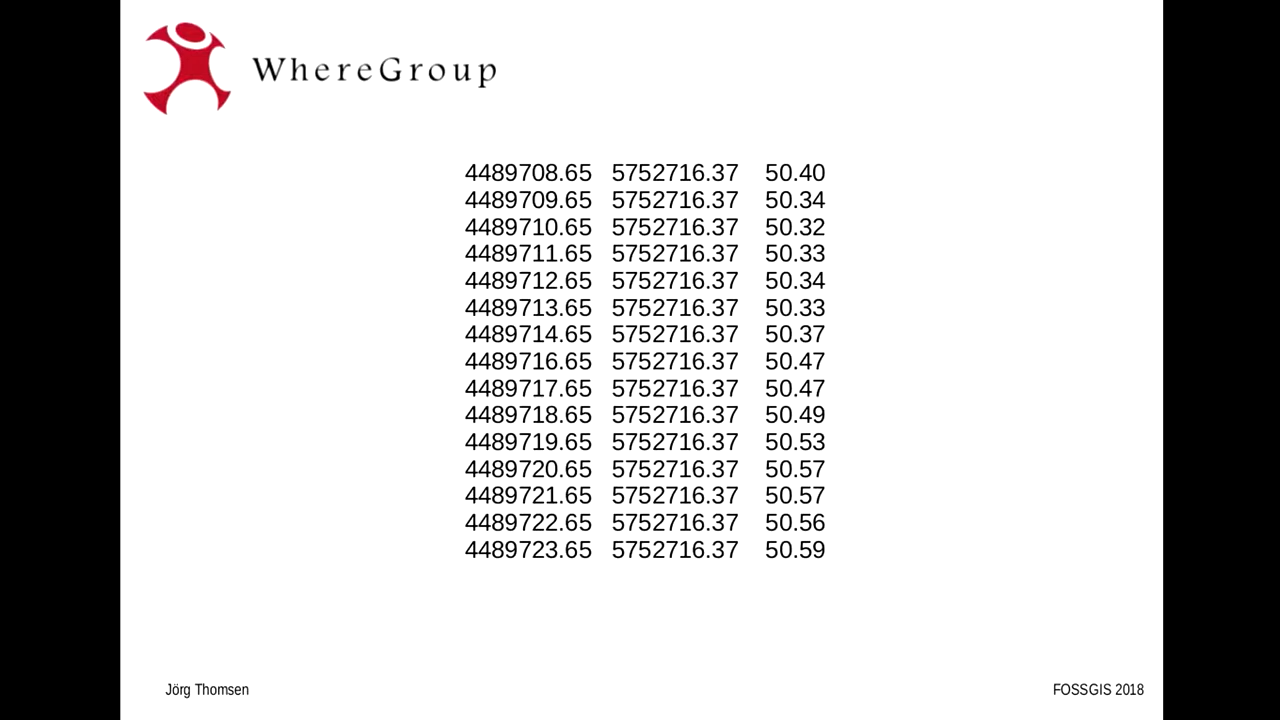 WhereGroup
4489708.65 5752716.37 50.40
4489709.65 5752716.37 50.34
4489710.65 5752716.37 50.32
4489711.65 5752716.37 50.33
4489712.65 5752716.37 50.34
4489713.65 5752716.37 50.33
4489714.65 5752716.37 50.37
4489716.65 5752716.37 50.47
4489717.65 5752716.37 50.47
4489718.65 5752716.37 50.49
4489719.65 5752716.37 50.53
4489720.65 5752716.37 50.57
4489721.65 5752716.37 50.57
4489722.65 5752716.37 50.56
4489723.65 5752716.37 50.59
Jörg Thomsen
FOSSGIS 2018